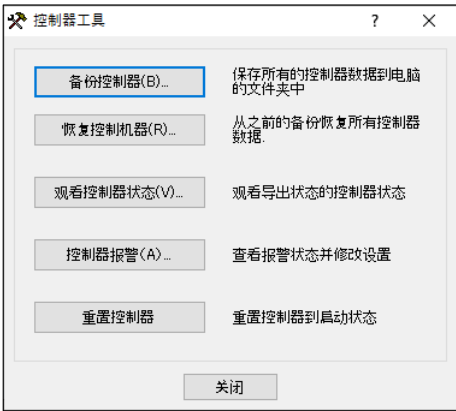 控制器工具
?
×
备份控制器(B)...
保存所有的控制器数据到电脑
的文件夹中
恢复控制机器(R)...
从之前的备份恢复所有控制器
数据.
观看控制器状态(V)...
观看导出状态的控制器状态
控制器报警(A)...
查看报警状态并修改设置
重置控制器
重置控制器到启动状态
关闭